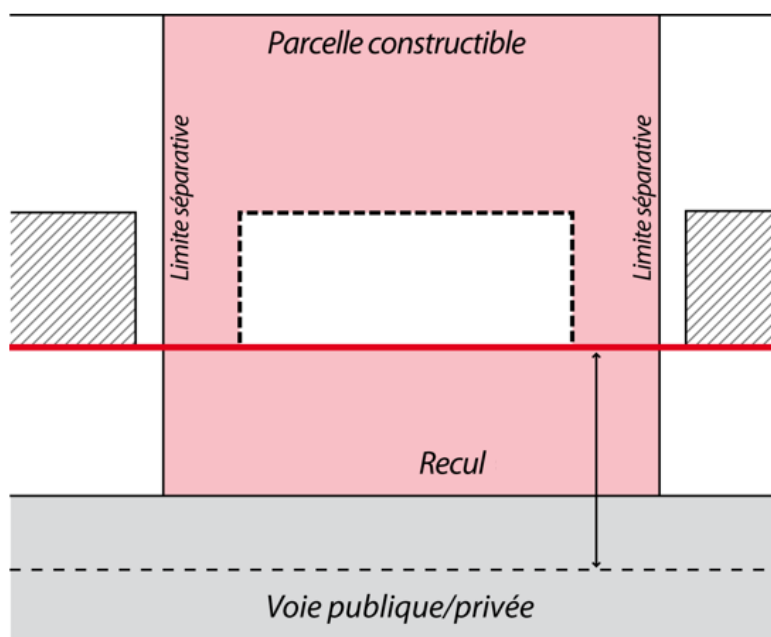 Parcelle constructible
Limite séparative
Limite séparative
Recul
Voie publique/privée